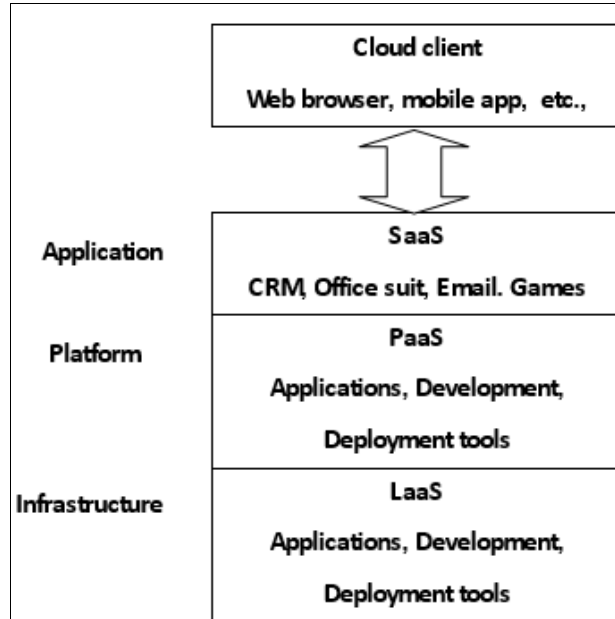 Cloud client
Web browser, mobile app, etc.,
SaaS
Application
CRM, Office suit, Email. Games
PaaS
Platform
Applications, Development,
Deployment tools
LaaS
Infrastructure
Applications, Development,
Deployment tools